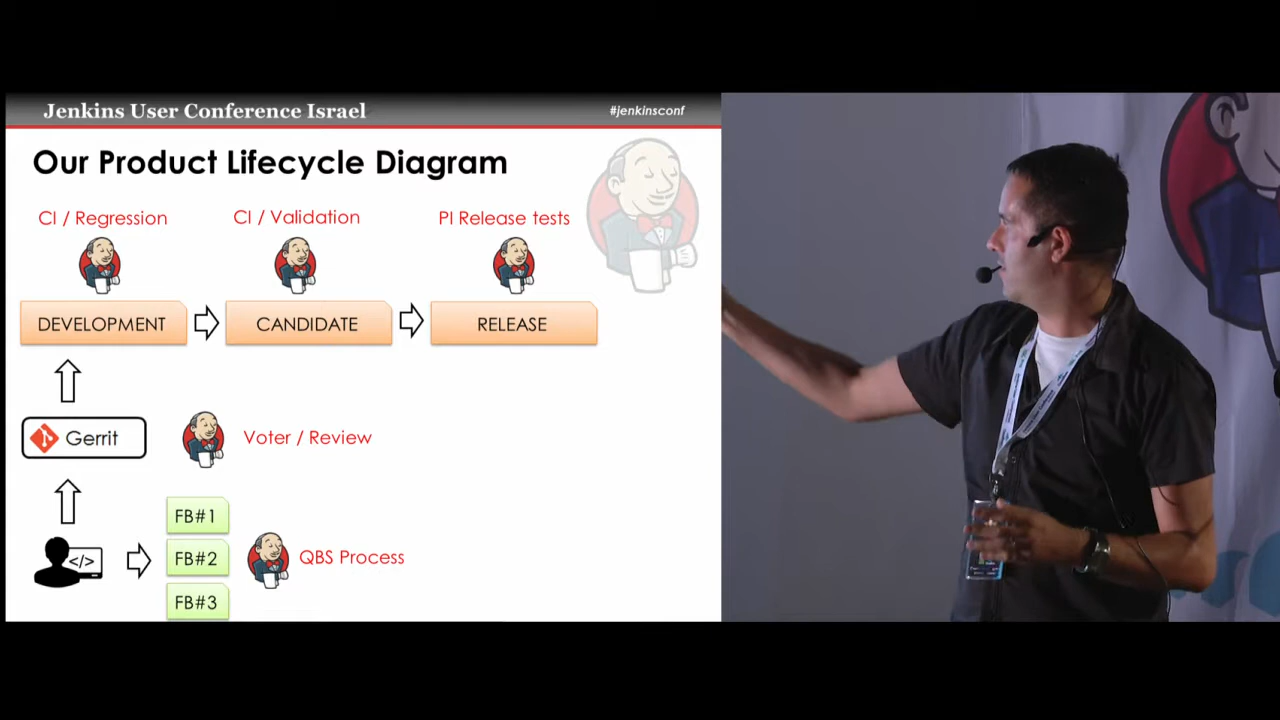 Jenkins User Conference Israel
#jenkinsconf
Our Product Lifecycle Diagram
CI / Regression
CI / Validation
PI Release tests
DEVELOPMENT
CANDIDATE
RELEASE
Gerrit
Voter / Review
</>
FB#1
FB#2
QBS Process
FB#3